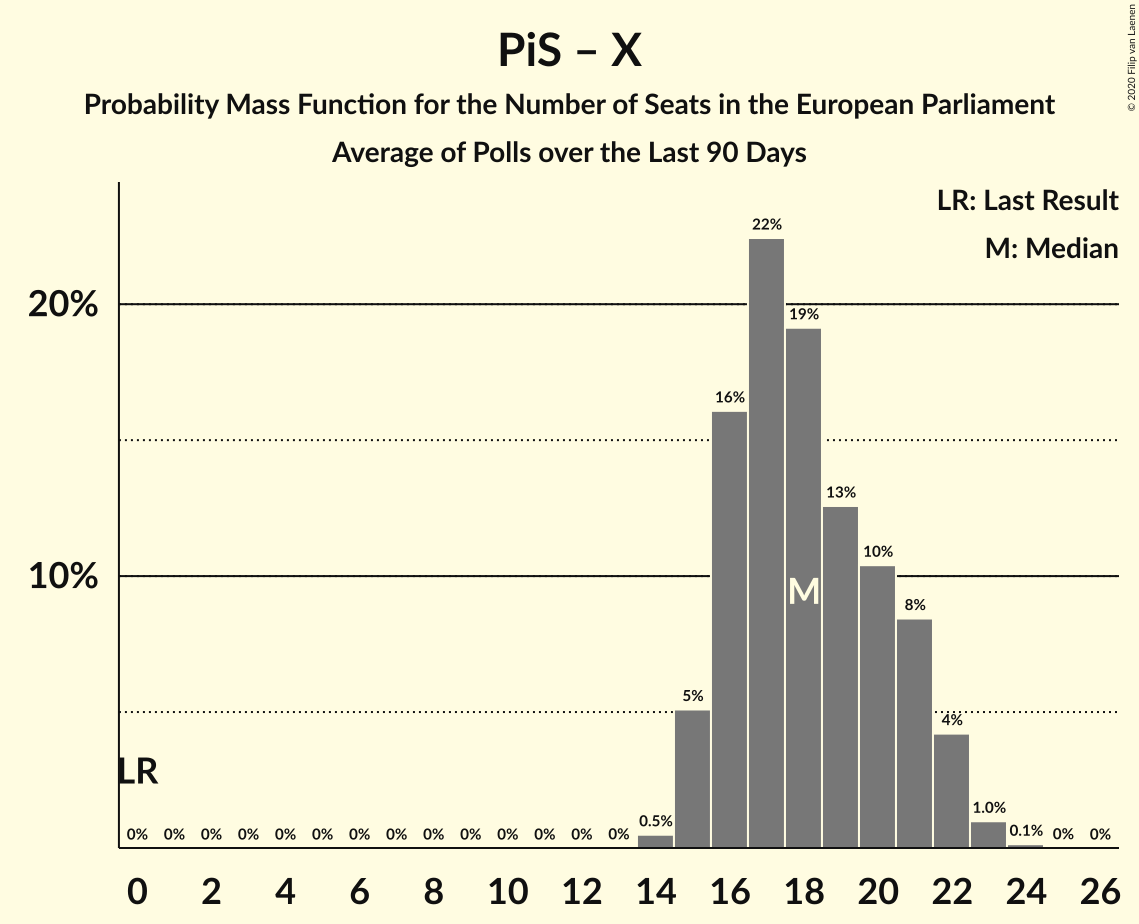 PiS – X
Probability Mass Function for the Number of Seats in the European Parliament
Average of Polls over the Last 90 Days
© 2020 Filip van Laenen
LR: Last Result
M: Median
20%
10%
22%
19%
16%
13%
10%
8%
5%
4%
1.0%
0.5%
0.1%
M
LR
0% 0% 0% 0% 0% 0% 0% 0% 0% 0% 0% 0% 0% 0% 0% 0%
0 2 4 6 8 10 12 14 16 18 20 22 24 26